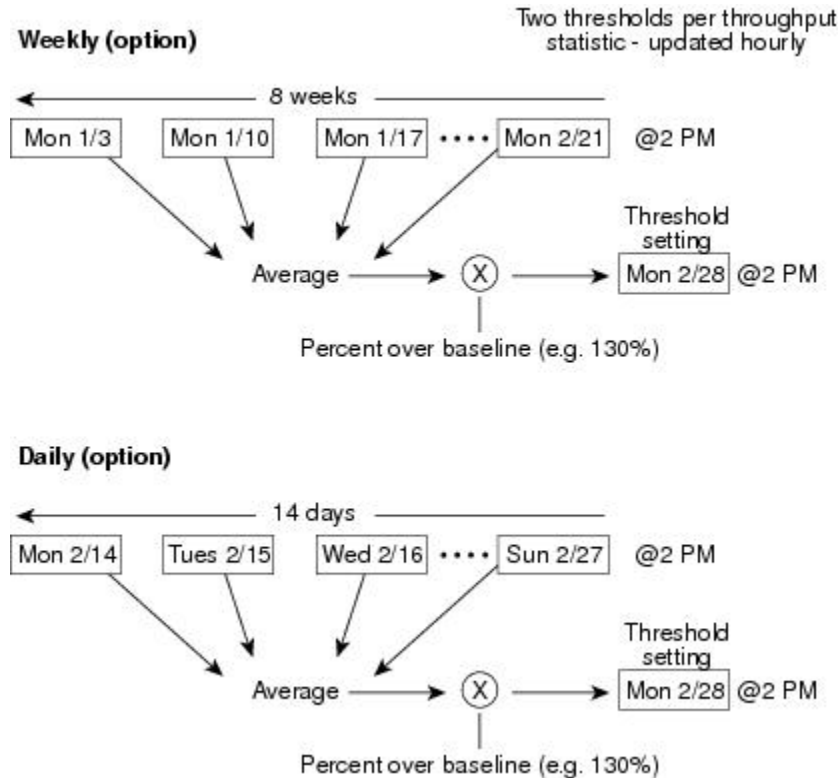 Weekly (option)
Two thresholds per throughput
statistic - updated hourly
8 weeks
Mon 1/3 Mon 1/10 Mon 1/17 •••• Mon 2/21 @2 PM
Threshold
setting
Average X Mon 2/28 @2 PM
Percent over baseline (e.g. 130%)
Daily (option)
14 days
Mon 2/14 Tues 2/15 Wed 2/16 •••• Sun 2/27 @2 PM
Threshold
setting
Average X Mon 2/28 @2 PM
Percent over baseline (e.g. 130%)